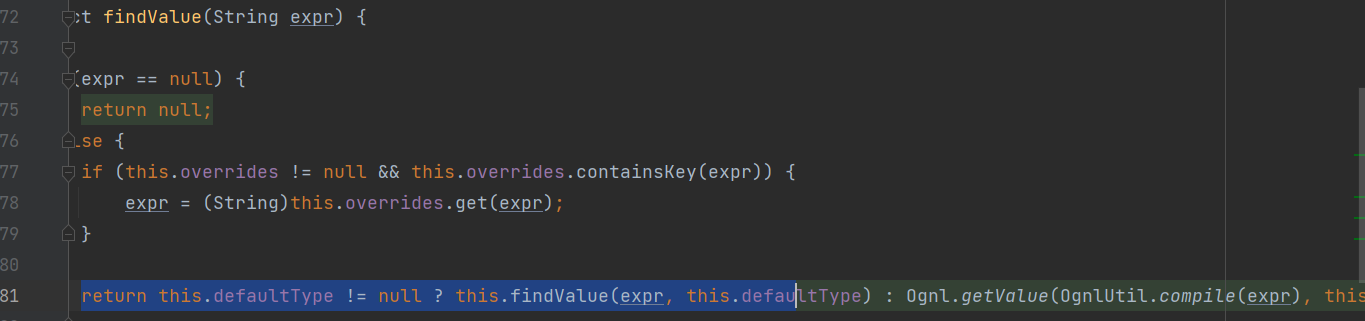 72 ct findValue(String expr) {
73
74 (expr == null) {
75 return null;
76 lse {
77 if (this.overrides != null && this.overrides.containsKey(expr)) {
78 expr = (String)this.overrides.get(expr);
79 }
80
81 return this.defaultType != null ? this.findValue(expr, this.defaultType) : Ognl.getValue(OgnlUtil.compile(expr), this